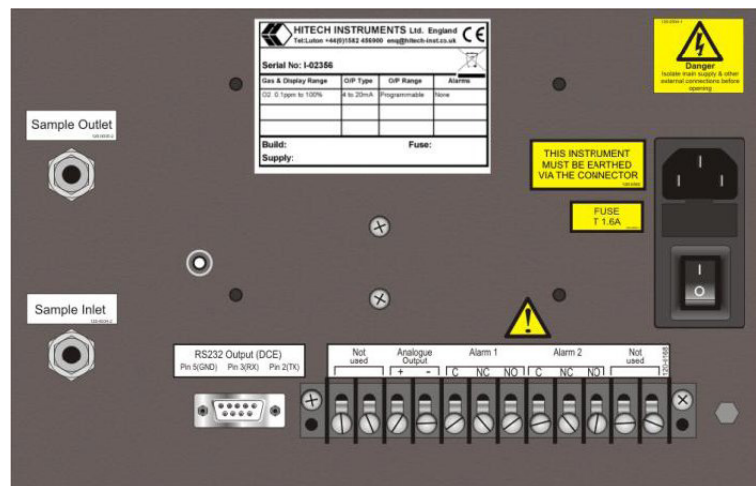 HITECH INSTRUMENTS Ltd. England CE
Tel:Luton +44(0)1582 456900 enq@hitech-inst.co.uk
Serial No: I-02356
Gas & Display Range O/P Type O/P Range Alarms
O2 0.1ppm to 100% 4 to 20mA Programmable None
Build: Fuse:
Supply:
Danger
Isolate main supply & other
external connections before
opening
Sample Outlet
THIS INSTRUMENT
MUST BE EARTHED
VIA THE CONNECTOR
FUSE
T 1.6A
I
O
Sample Inlet
RS232 Output (DCE)
Pin 5(GND) Pin 3(RX) Pin 2(TX)
Not
used
Analogue
Output
+ -
Alarm 1
C NC NO
Alarm 2
C NC NO
Not
used
120-0168